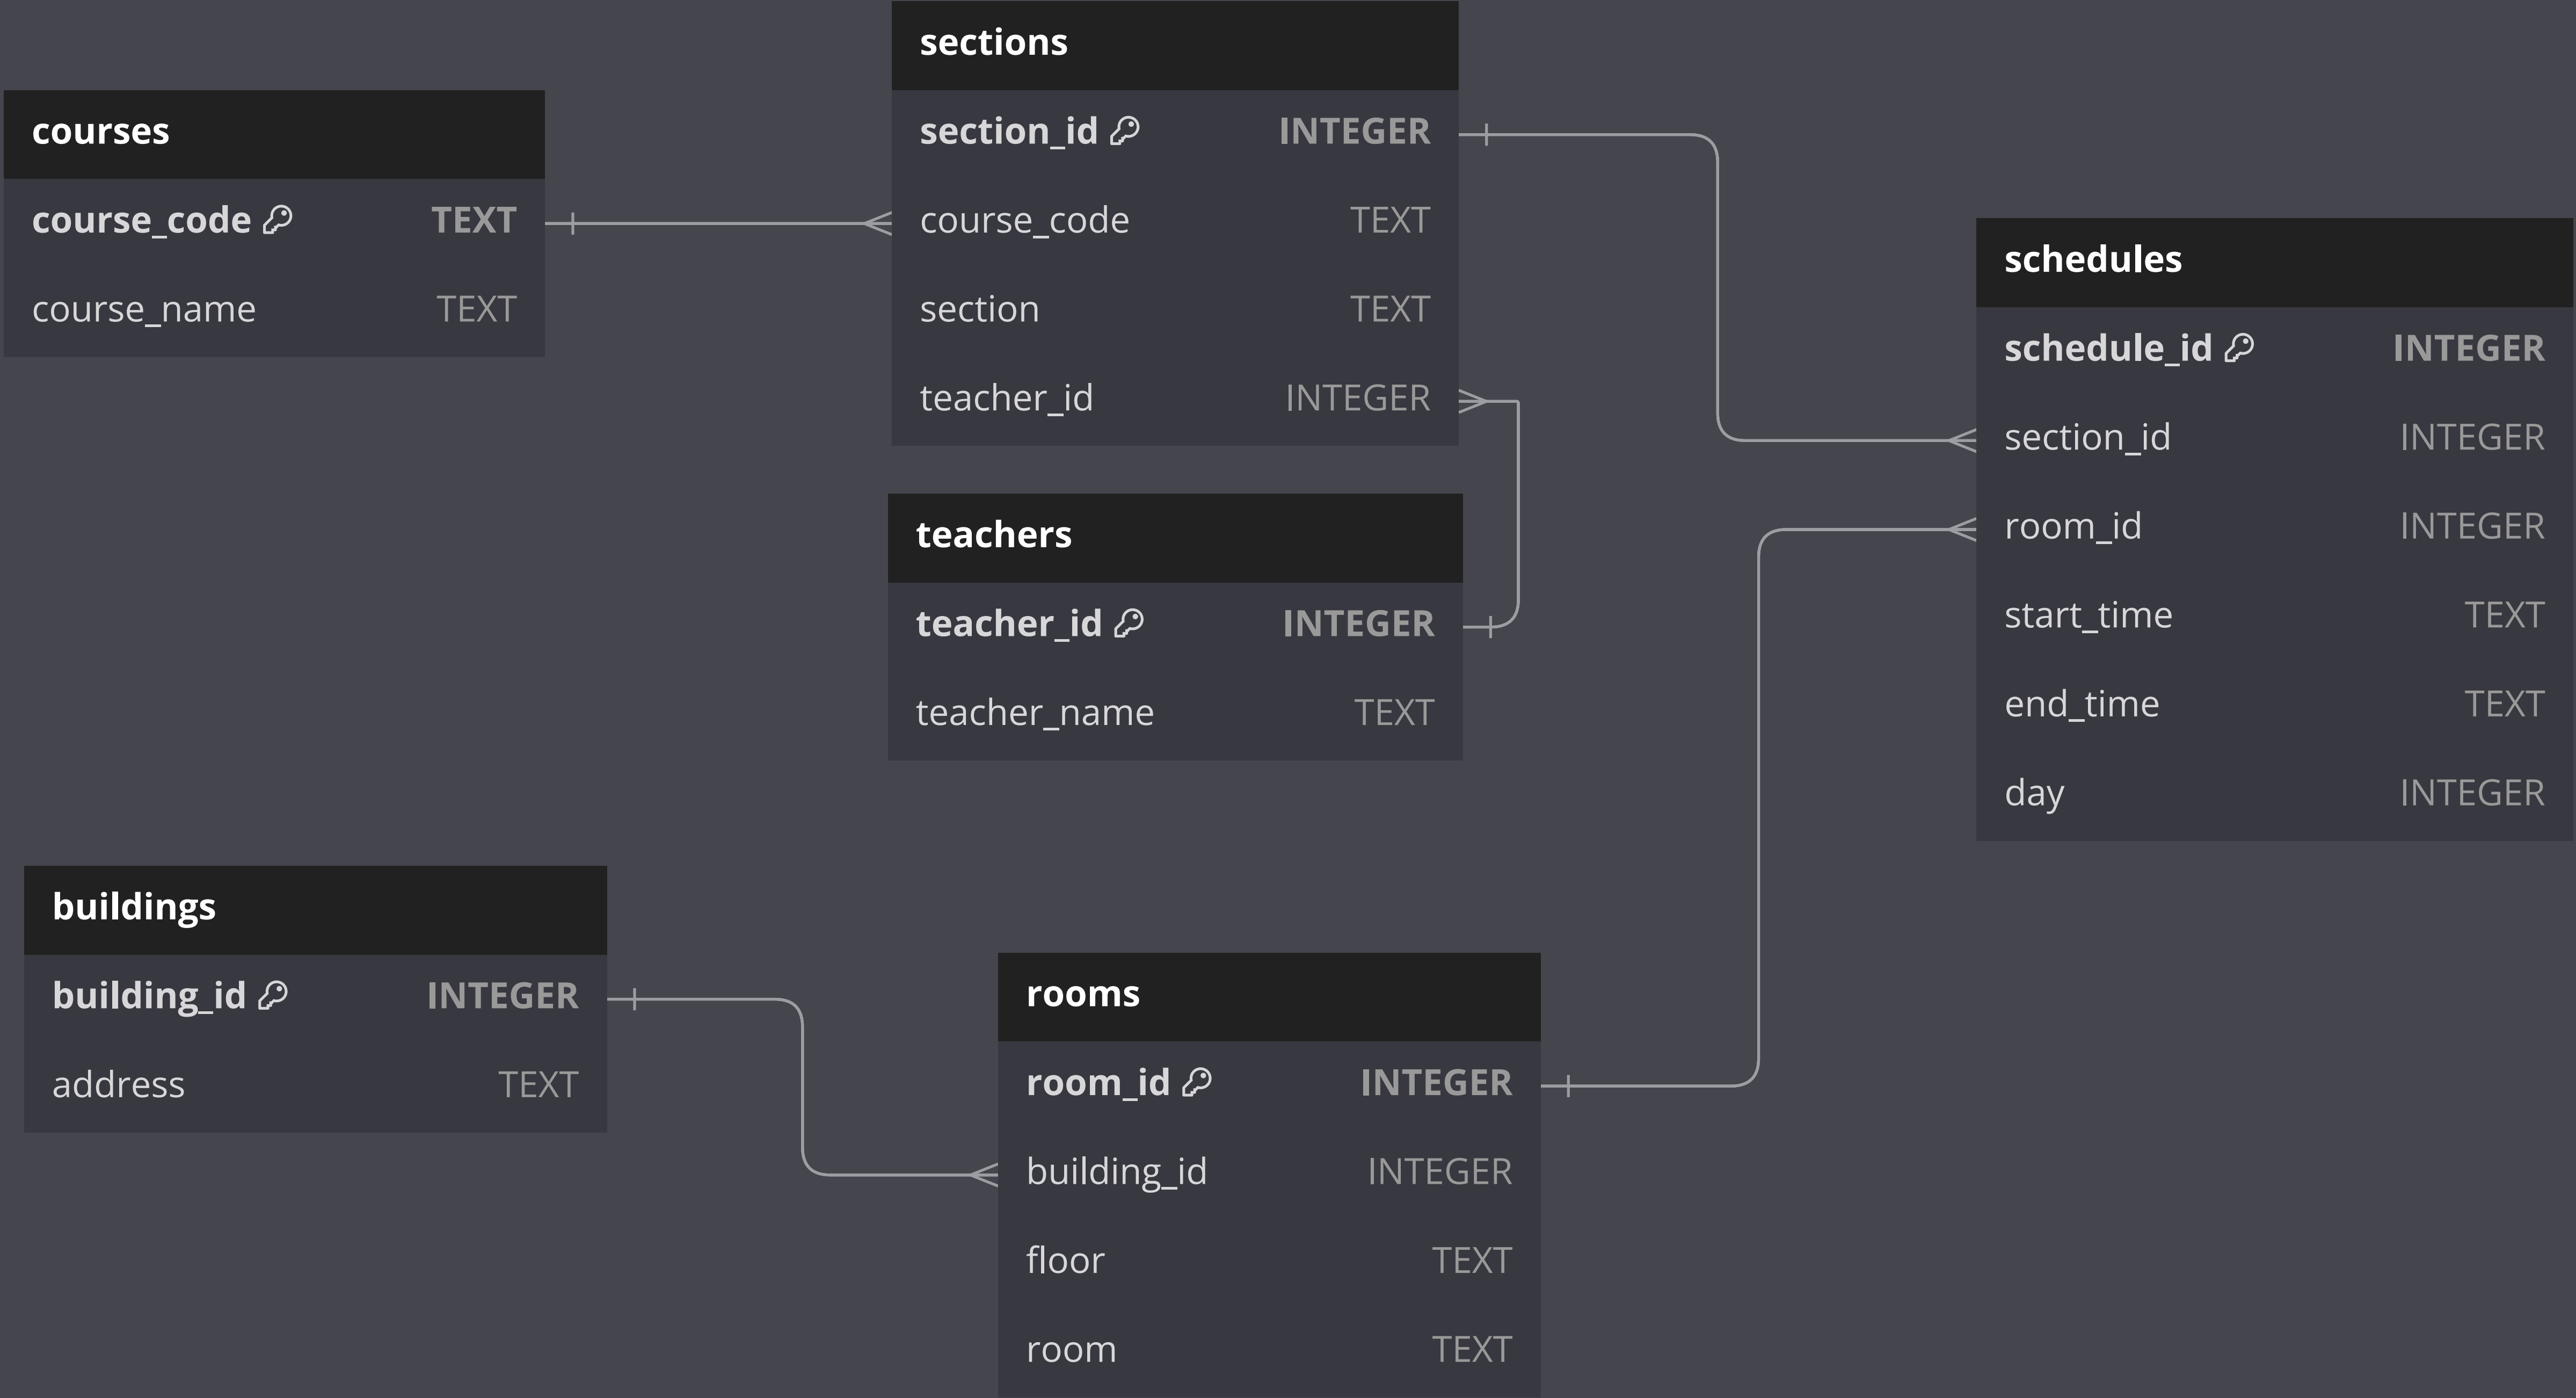 courses
course_code TEXT
course_name TEXT
sections
section_id INTEGER
course_code TEXT
section TEXT
teacher_id INTEGER
teachers
teacher_id INTEGER
teacher_name TEXT
schedules
schedule_id INTEGER
section_id INTEGER
room_id INTEGER
start_time TEXT
end_time TEXT
day INTEGER
buildings
building_id INTEGER
address TEXT
rooms
room_id INTEGER
building_id INTEGER
floor TEXT
room TEXT